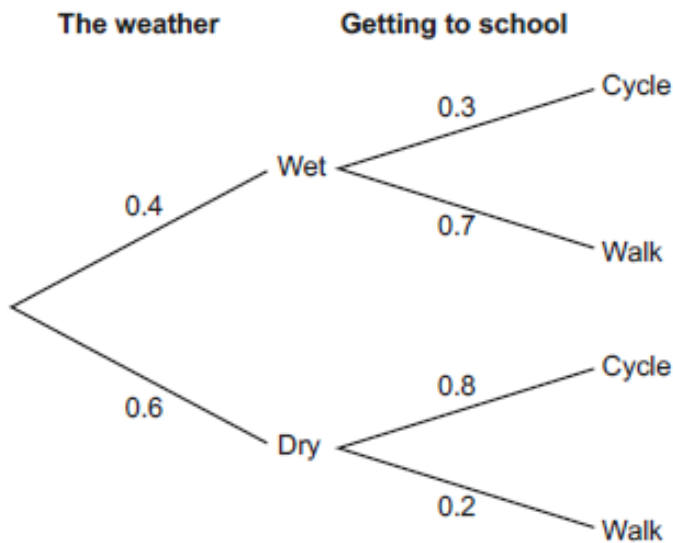 The weather Getting to school
Cycle
0.3
Wet
0.4
0.7
Walk
Cycle
0.8
0.6
Dry
0.2
Walk